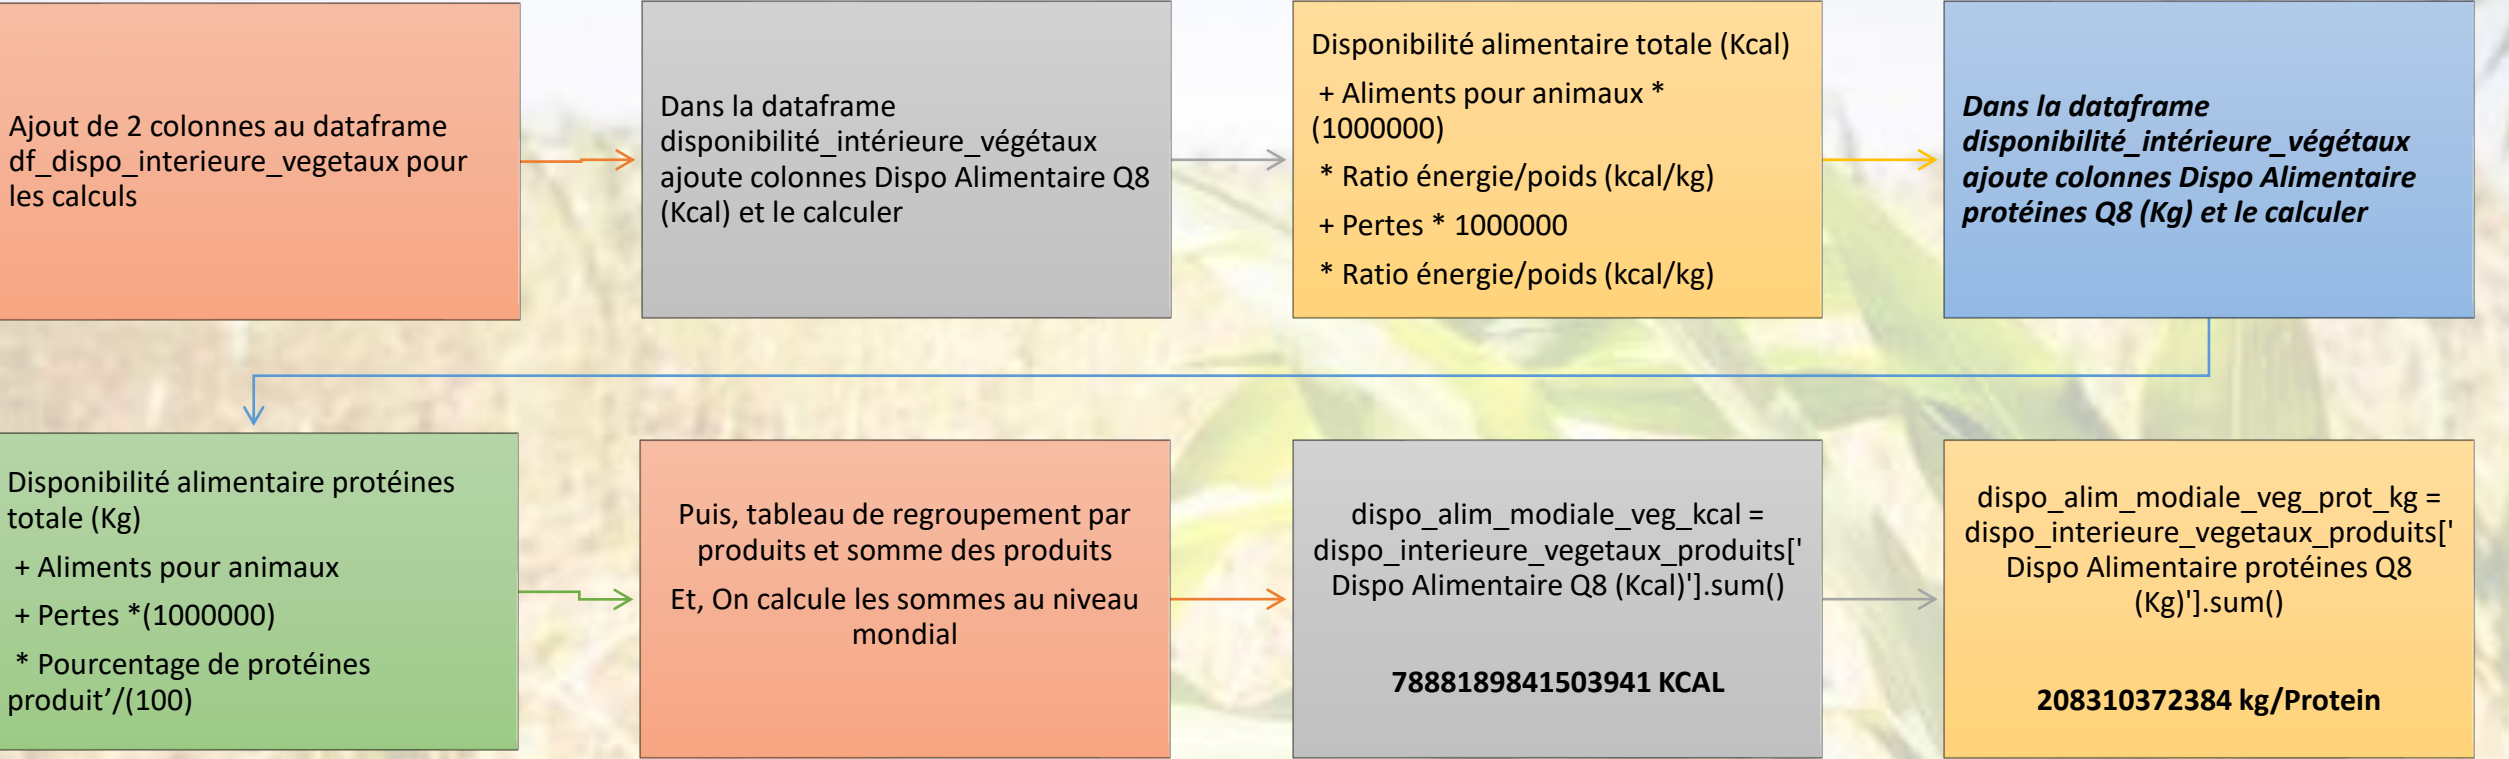 Ajout de 2 colonnes au dataframe
df_dispo_interieure_vegetaux pour
les calculs
Dans la dataframe
disponibilité_intérieure_végétaux
ajoute colonnes Dispo Alimentaire Q8
(Kcal) et le calculer
Disponibilité alimentaire totale (Kcal)
+ Aliments pour animaux *
(1000000)
* Ratio énergie/poids (kcal/kg)
+ Pertes * 1000000
* Ratio énergie/poids (kcal/kg)
Dans la dataframe
disponibilité_intérieure_végétaux
ajoute colonnes Dispo Alimentaire
protéines Q8 (Kg) et le calculer
Disponibilité alimentaire protéines
totale (Kg)
+ Aliments pour animaux
+ Pertes *(1000000)
* Pourcentage de protéines
produit’/(100)
Puis, tableau de regroupement par
produits et somme des produits
Et, On calcule les sommes au niveau
mondial
dispo_alim_modiale_veg_kcal =
dispo_interieure_vegetaux_produits['
Dispo Alimentaire Q8 (Kcal)'].sum()
7888189841503941 KCAL
dispo_alim_modiale_veg_prot_kg =
dispo_interieure_vegetaux_produits['
Dispo Alimentaire protéines Q8
(Kg)'].sum()
208310372384 kg/Protein